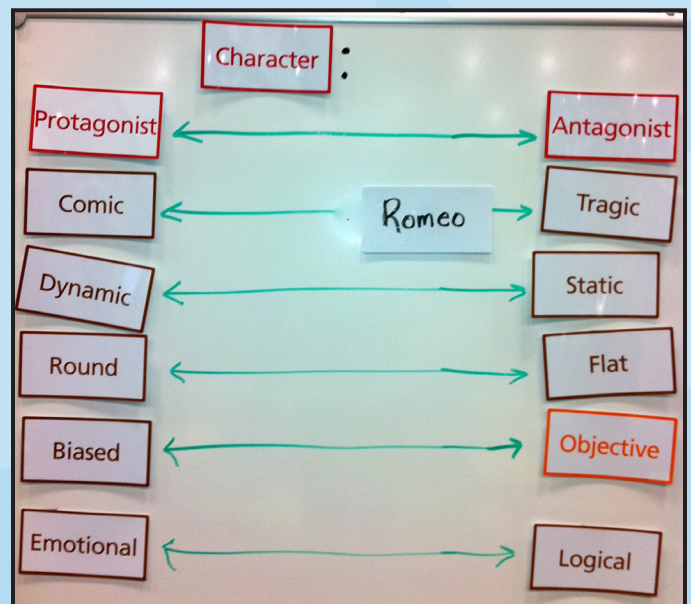 Character :
Protagonist Antagonist
Comic Romeo Tragic
Dynamic Static
Round Flat
Biased Objective
Emotional Logical